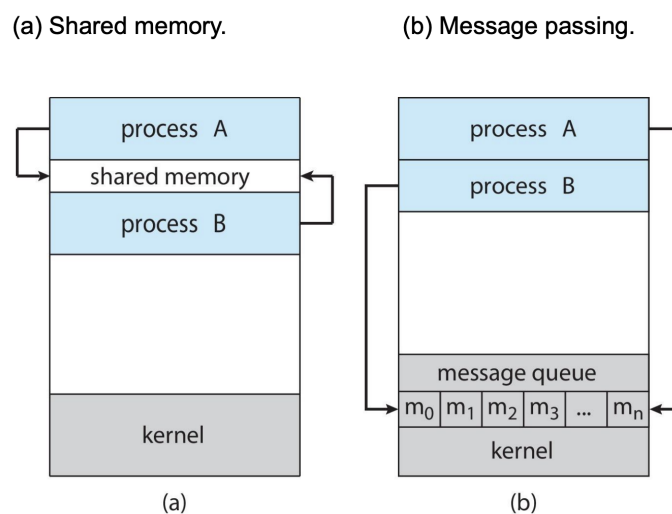 (a) Shared memory.
(b) Message passing.
process A
shared memory
process B
kernel
(a)
process A
process B
message queue
m0 m1 m2 m3 ... mn
kernel
(b)